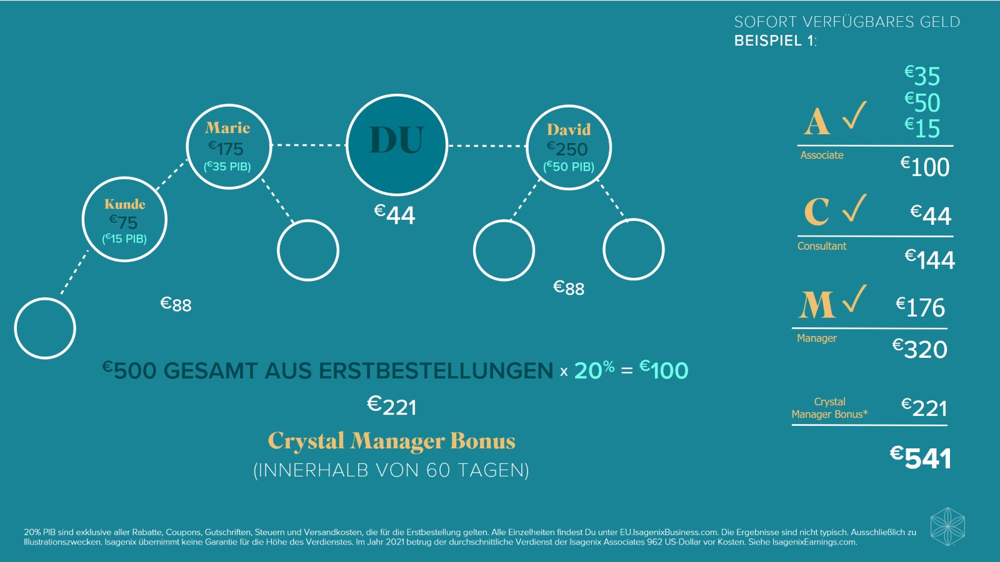 SOFORT VERFÜGBARES GELD
BEISPIEL 1:
Marie
€175
(€35 PIB)
DU
€44
David
€250
(€50 PIB)
Kunde
€75
(€15 PIB)
€88
€88
€500 GESAMT AUS ERSTBESTELLUNGEN x 20% = €100
€221
Crystal Manager Bonus
(INNERHALB VON 60 TAGEN)
€35
€50
€15
A ✓
Associate
€100
C ✓ €44
Consultant
€144
M ✓ €176
Manager
€320
Crystal
Manager Bonus* €221
€541
20% PIB sind exklusive aller Rabatte, Coupons, Gutschriften, Steuern und Versandkosten, die für die Erstbestellung gelten. Alle Einzelheiten findest Du unter EU.IsagenixBusiness.com. Die Ergebnisse sind nicht typisch. Ausschließlich zu
Illustrationszwecken. Isagenix übernimmt keine Garantie für die Höhe des Verdienstes. Im Jahr 2021 betrug der durchschnittliche Verdienst der Isagenix Associates 962 US-Dollar vor Kosten. Siehe IsagenixEarnings.com.